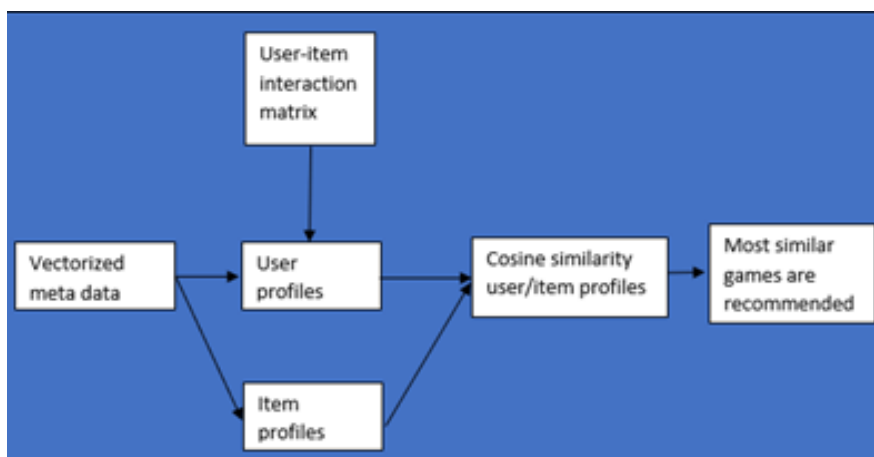 User-item
interaction
matrix
Vectorized
meta data
User
profiles
Cosine similarity
user/item profiles
Most similar
games are
recommended
Item
profiles